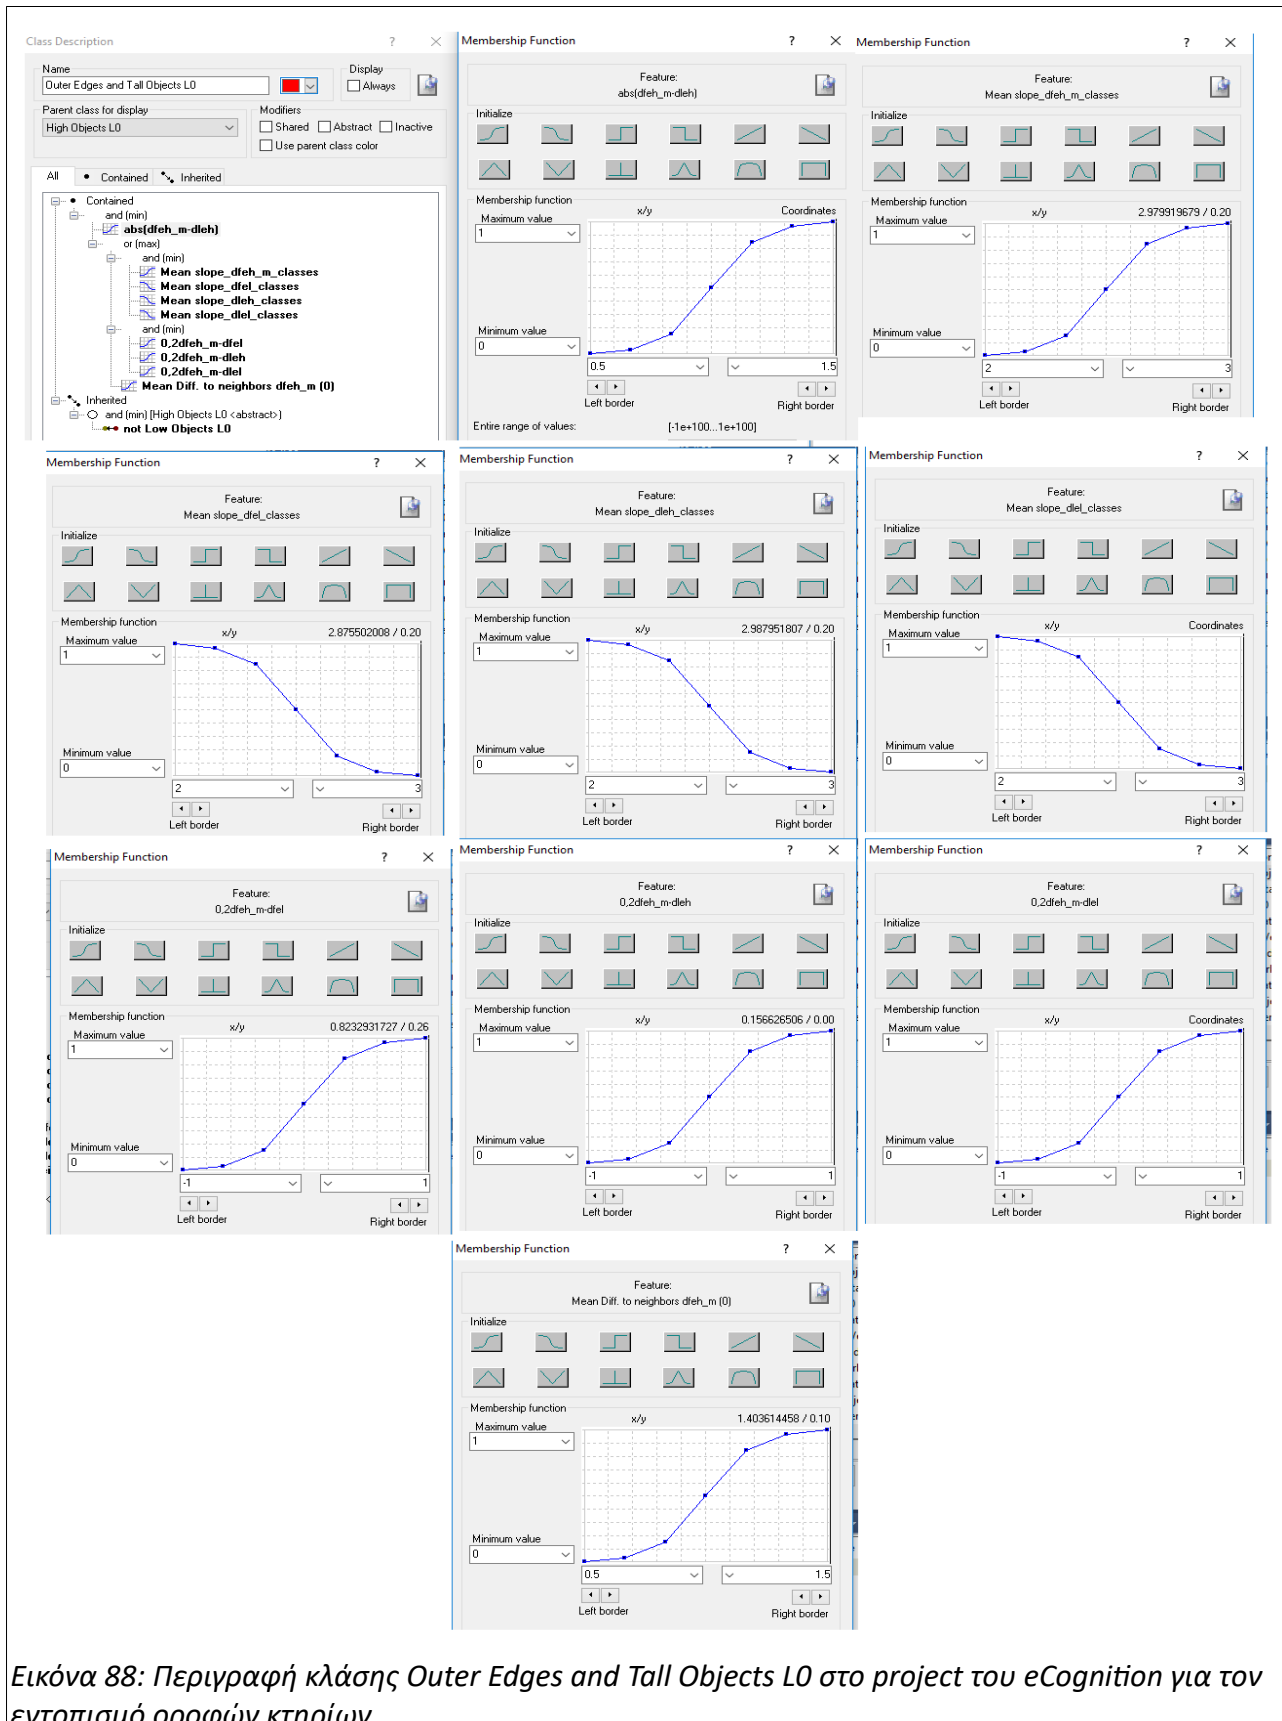 Class Description ? ×
Name
Outer Edges and Tall Objects L0
Display
Always
Parent class for display
High Objects L0
Modifiers
Shared Abstract Inactive
Use parent class color
All Contained Inherited
Contained
and (min)
abs(dfeh_m-dleh)
or (max)
and (min)
Mean slope_dfeh_m_classes
Mean slope_dfel_classes
Mean slope_dleh_classes
Mean slope_dlel_classes
and (min)
0,2dfeh_m-dfel
0,2dfeh_m-dleh
0,2dfeh_m-dlel
Mean Diff. to neighbors dfeh_m (0)
Inherited
and (min) [High Objects L0 <abstract>]
not Low Objects L0
Membership Function ? ×
Feature:
abs(dfeh_m-dleh)
Initialize
Membership function
Maximum value
1
x/y Coordinates
Minimum value
0
0.5 1.5
Left border Right border
Entire range of values: [-1e+100...1e+100]
Membership Function ? ×
Feature:
Mean slope_dfeh_m_classes
Initialize
Membership function
Maximum value
1
x/y 2.979919679 / 0.20
Minimum value
0
2 3
Left border Right border
Membership Function ? ×
Feature:
Mean slope_dfel_classes
Initialize
Membership function
Maximum value
1
x/y 2.875502008 / 0.20
Minimum value
0
2 3
Left border Right border
Membership Function ? ×
Feature:
Mean slope_dleh_classes
Initialize
Membership function
Maximum value
1
x/y 2.987951807 / 0.20
Minimum value
0
2 3
Left border Right border
Membership Function ? ×
Feature:
Mean slope_dlel_classes
Initialize
Membership function
Maximum value
1
x/y Coordinates
Minimum value
0
2 3
Left border Right border
Membership Function ? ×
Feature:
0,2dfeh_m-dfel
Initialize
Membership function
Maximum value
1
x/y 0.8232931727 / 0.26
Minimum value
0
-1 1
Left border Right border
Membership Function ? ×
Feature:
0,2dfeh_m-dleh
Initialize
Membership function
Maximum value
1
x/y 0.156626506 / 0.00
Minimum value
0
-1 1
Left border Right border
Membership Function ? ×
Feature:
0,2dfeh_m-dlel
Initialize
Membership function
Maximum value
1
x/y Coordinates
Minimum value
0
-1 1
Left border Right border
Membership Function ? ×
Feature:
Mean Diff. to neighbors dfeh_m (0)
Initialize
Membership function
Maximum value
1
x/y 1.403614458 / 0.10
Minimum value
0
0.5 1.5
Left border Right border
Εικόνα 88: Περιγραφή κλάσης Outer Edges and Tall Objects L0 στο project του eCognition για τον
εντοπισμό οροφών κτηρίων